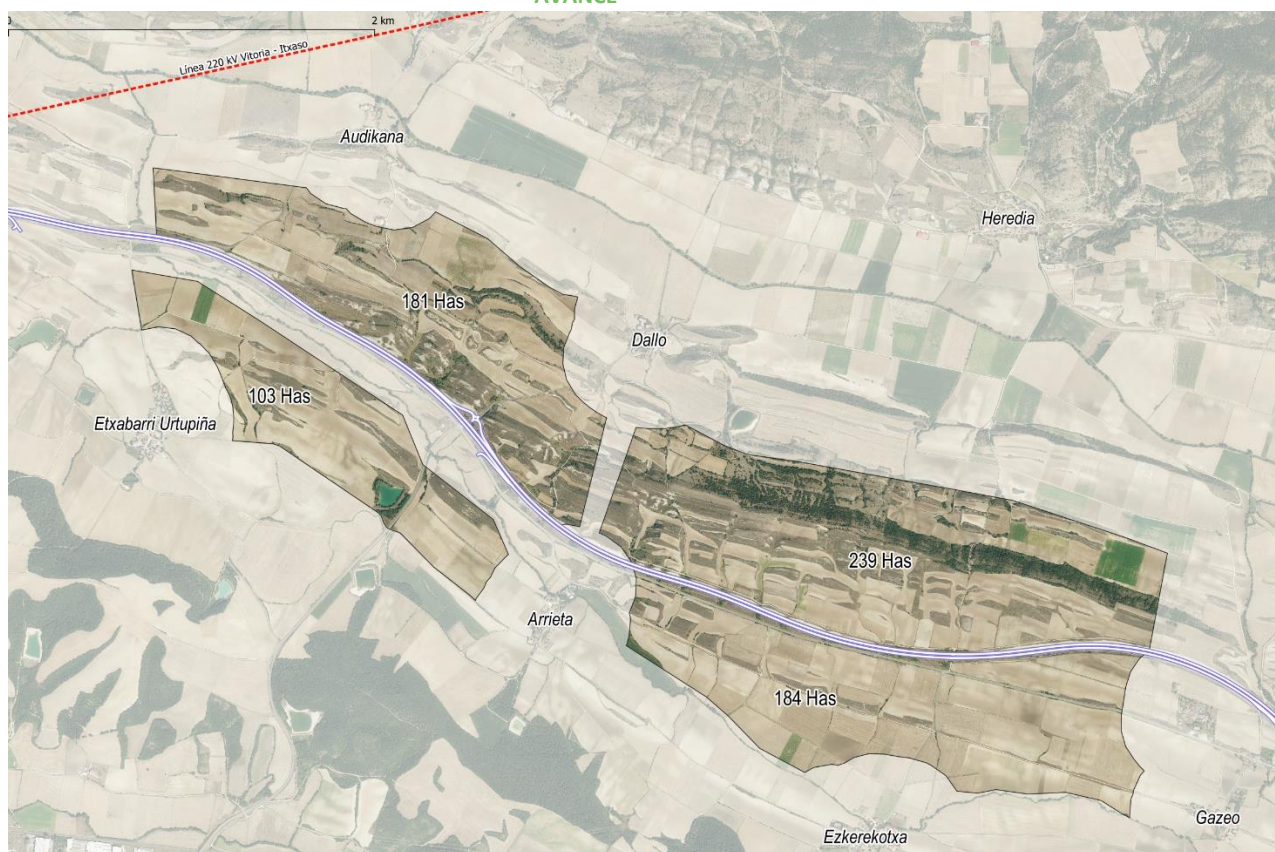 AVANCE
0 2 km
Línea 220 kV Vitoria - Itxaso
Audikana
Heredia
181 Has
Dallo
103 Has
Etxabarri Urtupiña
239 Has
Arrieta
184 Has
Gazeo
Ezkerekotxa